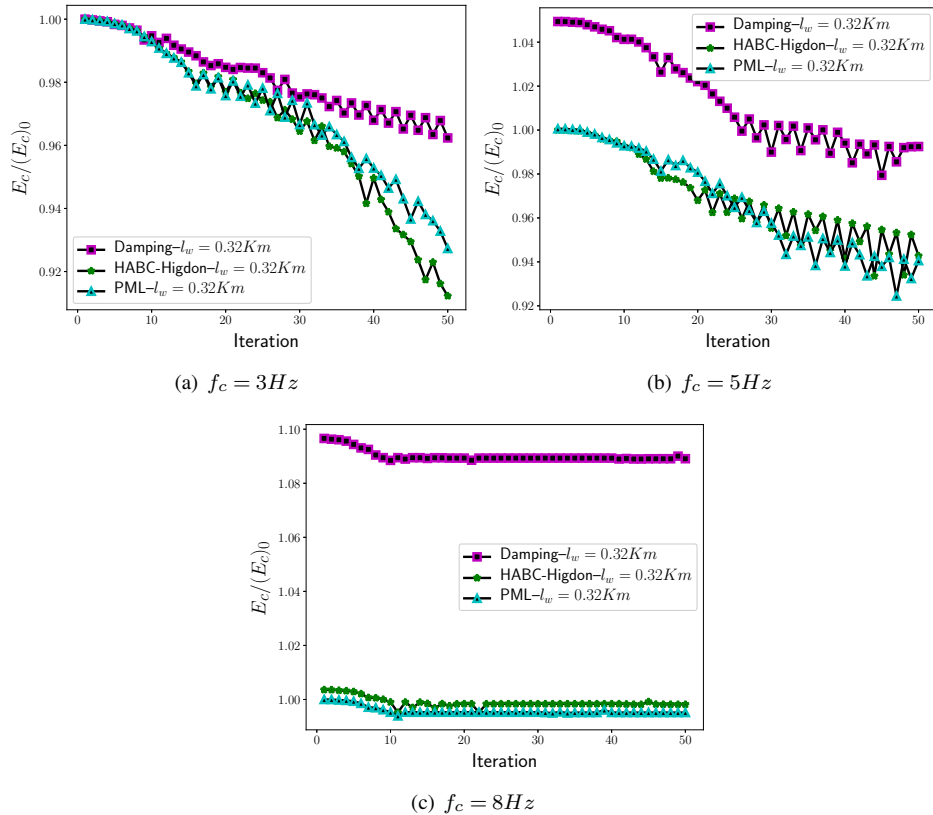 1.00
0.98
0.96
0.94
0.92
E_c/(E_c)_0
Damping–l_w = 0.32Km
HABC-Higdon–l_w = 0.32Km
PML–l_w = 0.32Km
0 10 20 30 40 50
Iteration
(a) f_c = 3Hz
1.04
1.02
1.00
0.98
0.96
0.94
0.92
E_c/(E_c)_0
Damping–l_w = 0.32Km
HABC-Higdon–l_w = 0.32Km
PML–l_w = 0.32Km
0 10 20 30 40 50
Iteration
(b) f_c = 5Hz
1.10
1.08
1.06
1.04
1.02
1.00
E_c/(E_c)_0
Damping–l_w = 0.32Km
HABC-Higdon–l_w = 0.32Km
PML–l_w = 0.32Km
0 10 20 30 40 50
Iteration
(c) f_c = 8Hz